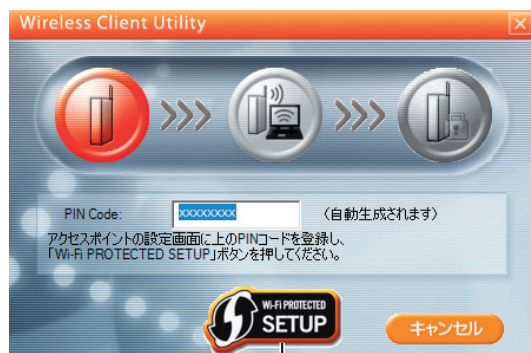 Wireless Client Utility
PIN Code: xxxxxxxx (自動生成されます)
アクセスポイントの設定画面に上のPINコードを登録し、
「Wi-Fi PROTECTED SETUP」ボタンを押してください。
Wi-Fi PROTECTED
SETUP
キャンセル